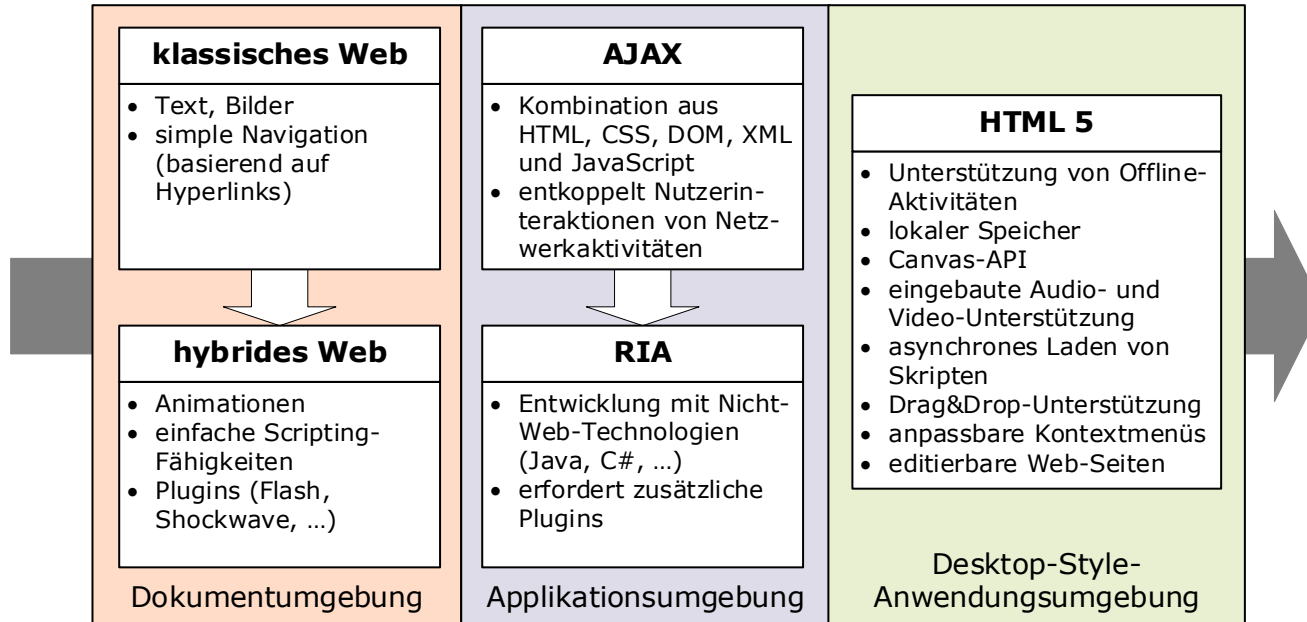 klassisches Web
• Text, Bilder
• simple Navigation
(basierend auf
Hyperlinks)
hybrides Web
• Animationen
• einfache Scripting-
Fähigkeiten
• Plugins (Flash,
Shockwave, …)
Dokumentumgebung
AJAX
• Kombination aus
HTML, CSS, DOM, XML
und JavaScript
• entkoppelt Nutzerin-
teraktionen von Netz-
werkaktivitäten
RIA
• Entwicklung mit Nicht-
Web-Technologien
(Java, C#, …)
• erfordert zusätzliche
Plugins
Applikationsumgebung
HTML 5
• Unterstützung von Offline-
Aktivitäten
• lokaler Speicher
• Canvas-API
• eingebaute Audio- und
Video-Unterstützung
• asynchrones Laden von
Skripten
• Drag&Drop-Unterstützung
• anpassbare Kontextmenüs
• editierbare Web-Seiten
Desktop-Style-
Anwendungsumgebung